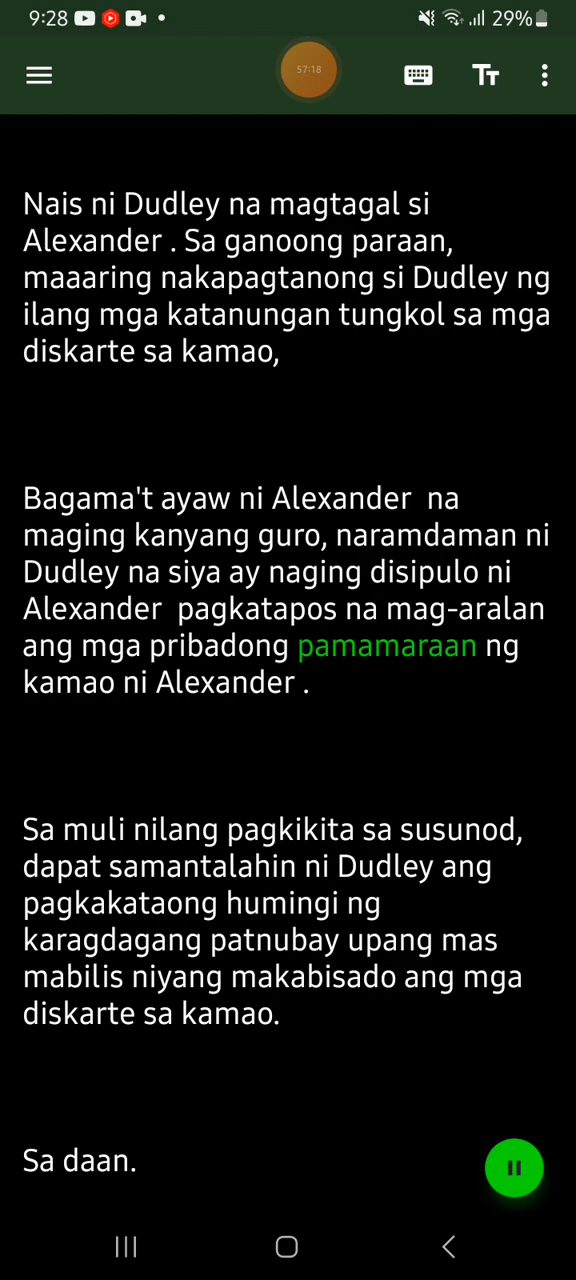 9:28
29%
57:18
Nais ni Dudley na magtagal si
Alexander . Sa ganoong paraan,
maaaring nakapagtanong si Dudley ng
ilang mga katanungan tungkol sa mga
diskarte sa kamao,
Bagama't ayaw ni Alexander  na
maging kanyang guro, naramdaman ni
Dudley na siya ay naging disipulo ni
Alexander  pagkatapos na mag-aralan
ang mga pribadong pamamaraan ng
kamao ni Alexander .
Sa muli nilang pagkikita sa susunod,
dapat samantalahin ni Dudley ang
pagkakataong humingi ng
karagdagang patnubay upang mas
mabilis niyang makabisado ang mga
diskarte sa kamao.
Sa daan.